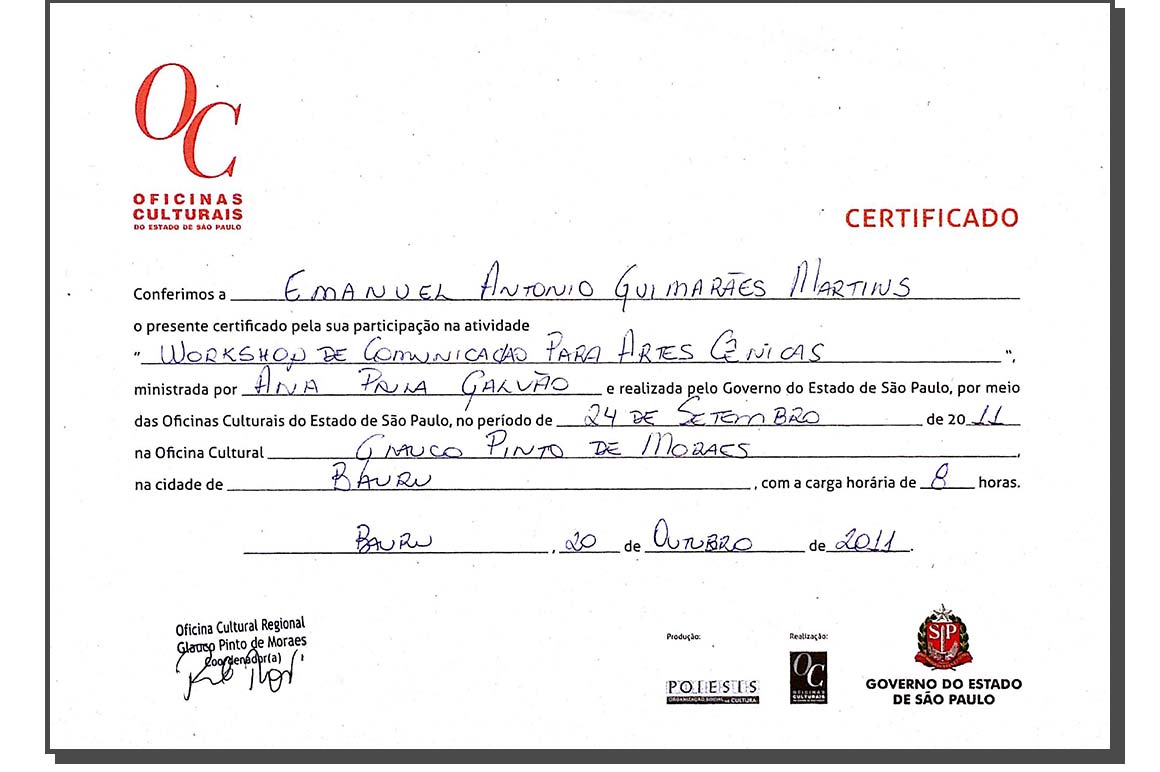 OC
OFICINAS
CULTURAIS
DO ESTADO DE SÃO PAULO
CERTIFICADO
Conferimos a EMANUEL ANTONIO GUIMARÃES MARTINS
o presente certificado pela sua participação na atividade
" WORKSHOP DE COMUNICAÇÃO PARA ARTES CÊNICAS ",
ministrada por ANA PAULA GALVÃO e realizada pelo Governo do Estado de São Paulo, por meio
das Oficinas Culturais do Estado de São Paulo, no período de 24 DE SETEMBRO de 2011
na Oficina Cultural GLAUCO PINTO DE MORAES,
na cidade de BAURU, com a carga horária de 8 horas.
BAURU, 20 de OUTUBRO de 2011.
Oficina Cultural Regional
Glauco Pinto de Moraes
Coordenador(a)
Produção:
POIESIS
ORGANIZAÇÃO SOCIAL DE CULTURA
Realização:
OC
OFICINAS
CULTURAIS
SP
GOVERNO DO ESTADO
DE SÃO PAULO